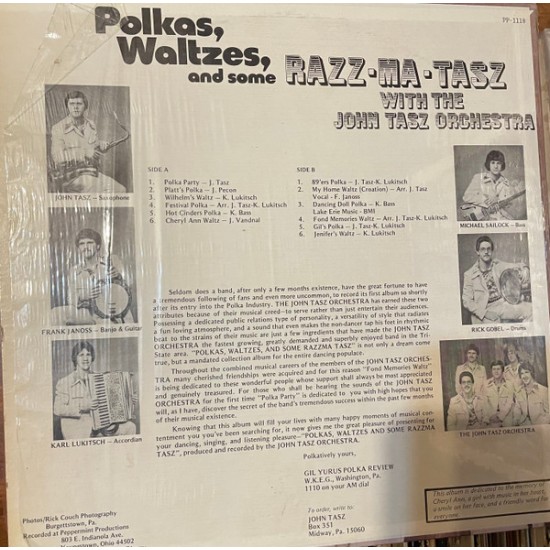 Polkas,
Waltzes,
and some RAZZ-MA-TASZ
WITH THE
JOHN TASZ ORCHESTRA
PP-1118
JOHN TASZ — Saxophone
FRANK JANOSS — Banjo & Guitar
KARL LUKITSCH — Accordian
SIDE A
1. Polka Party — J. Tasz
2. Platt's Polka — J. Pecon
3. Wilhelm's Waltz — K. Lukitsch
4. Festival Polka — Arr. J. Tasz-K. Lukitsch
5. Hot Cinders Polka — K. Bass
6. Cheryl Ann Waltz — J. Vandnal
SIDE B
1. 89'ers Polka — J. Tasz-K. Lukitsch
2. My Home Waltz (Creation) — Arr. J. Tasz
Vocal - F. Janoss
3. Dancing Doll Polka — K. Bass
Lake Erie Music - BMI
4. Fond Memories Waltz — Arr. J. Tasz-K. Lukitsch
5. Gil's Polka — J. Tasz-K. Lukitsch
6. Jenifer's Waltz — K. Lukitsch
MICHAEL SAILOCK — Bass
RICK GOBEL — Drums
THE JOHN TASZ ORCHESTRA
Seldom does a band, after only a few months existence, have the great fortune to have
a tremendous following of fans and even more uncommon, to record its first album so shortly
after its entry into the Polka Industry. THE JOHN TASZ ORCHESTRA has earned these two
attributes because of their musical creed—to serve rather than just entertain their audiences.
Possessing a dedicated public relations type of personality, a versatility of style that radiates
a fun loving atmosphere, and a sound that even makes the non-dancer tap his feet in rhythmic
beat to the strains of their music are just a few ingredients that have made the JOHN TASZ
ORCHESTRA the fastest growing, greatly demanded and superbly enjoyed band in the Tri-
State area. "POLKAS, WALTZES, AND SOME RAZZMA TASZ" is not only a dream come
true, but a mandated collection album for the entire dancing populace.
Throughout the combined musical careers of the members of the JOHN TASZ ORCHES-
TRA many cherished friendships were acquired and for this reason "Fond Memories Waltz"
is being dedicated to these wonderful people whose support shall always be most appreciated
and genuinely treasured. For those who shall be hearing the sounds of the JOHN TASZ
ORCHESTRA for the first time "Polka Party" is dedicated to you with high hopes that you
will, as I have, discover the secret of the band's tremendous success within the past few months
of their musical existence.
Knowing that this album will fill your lives with many happy moments of musical con-
tentment you you've been searching for, it now gives me the great pleasure of presenting for
your dancing, singing, and listening pleasure—"POLKAS, WALTZES AND SOME RAZZMA
TASZ", produced and recorded by the JOHN TASZ ORCHESTRA.
Polkatively yours,
GIL YURUS POLKA REVIEW
W.K.E.G., Washington, Pa.
1110 on your AM dial
To order, write to:
JOHN TASZ
Box 351
Midway, Pa. 15060
This album is dedicated to the memory of
Cheryl Ann, a girl with music in her heart,
a smile on her face, and a friendly word for
everyone.
Photos/Rick Couch Photography
Burgettstown, Pa.
Recorded at Peppermint Productions
803 E. Indianola Ave.
Youngstown, Ohio 44502